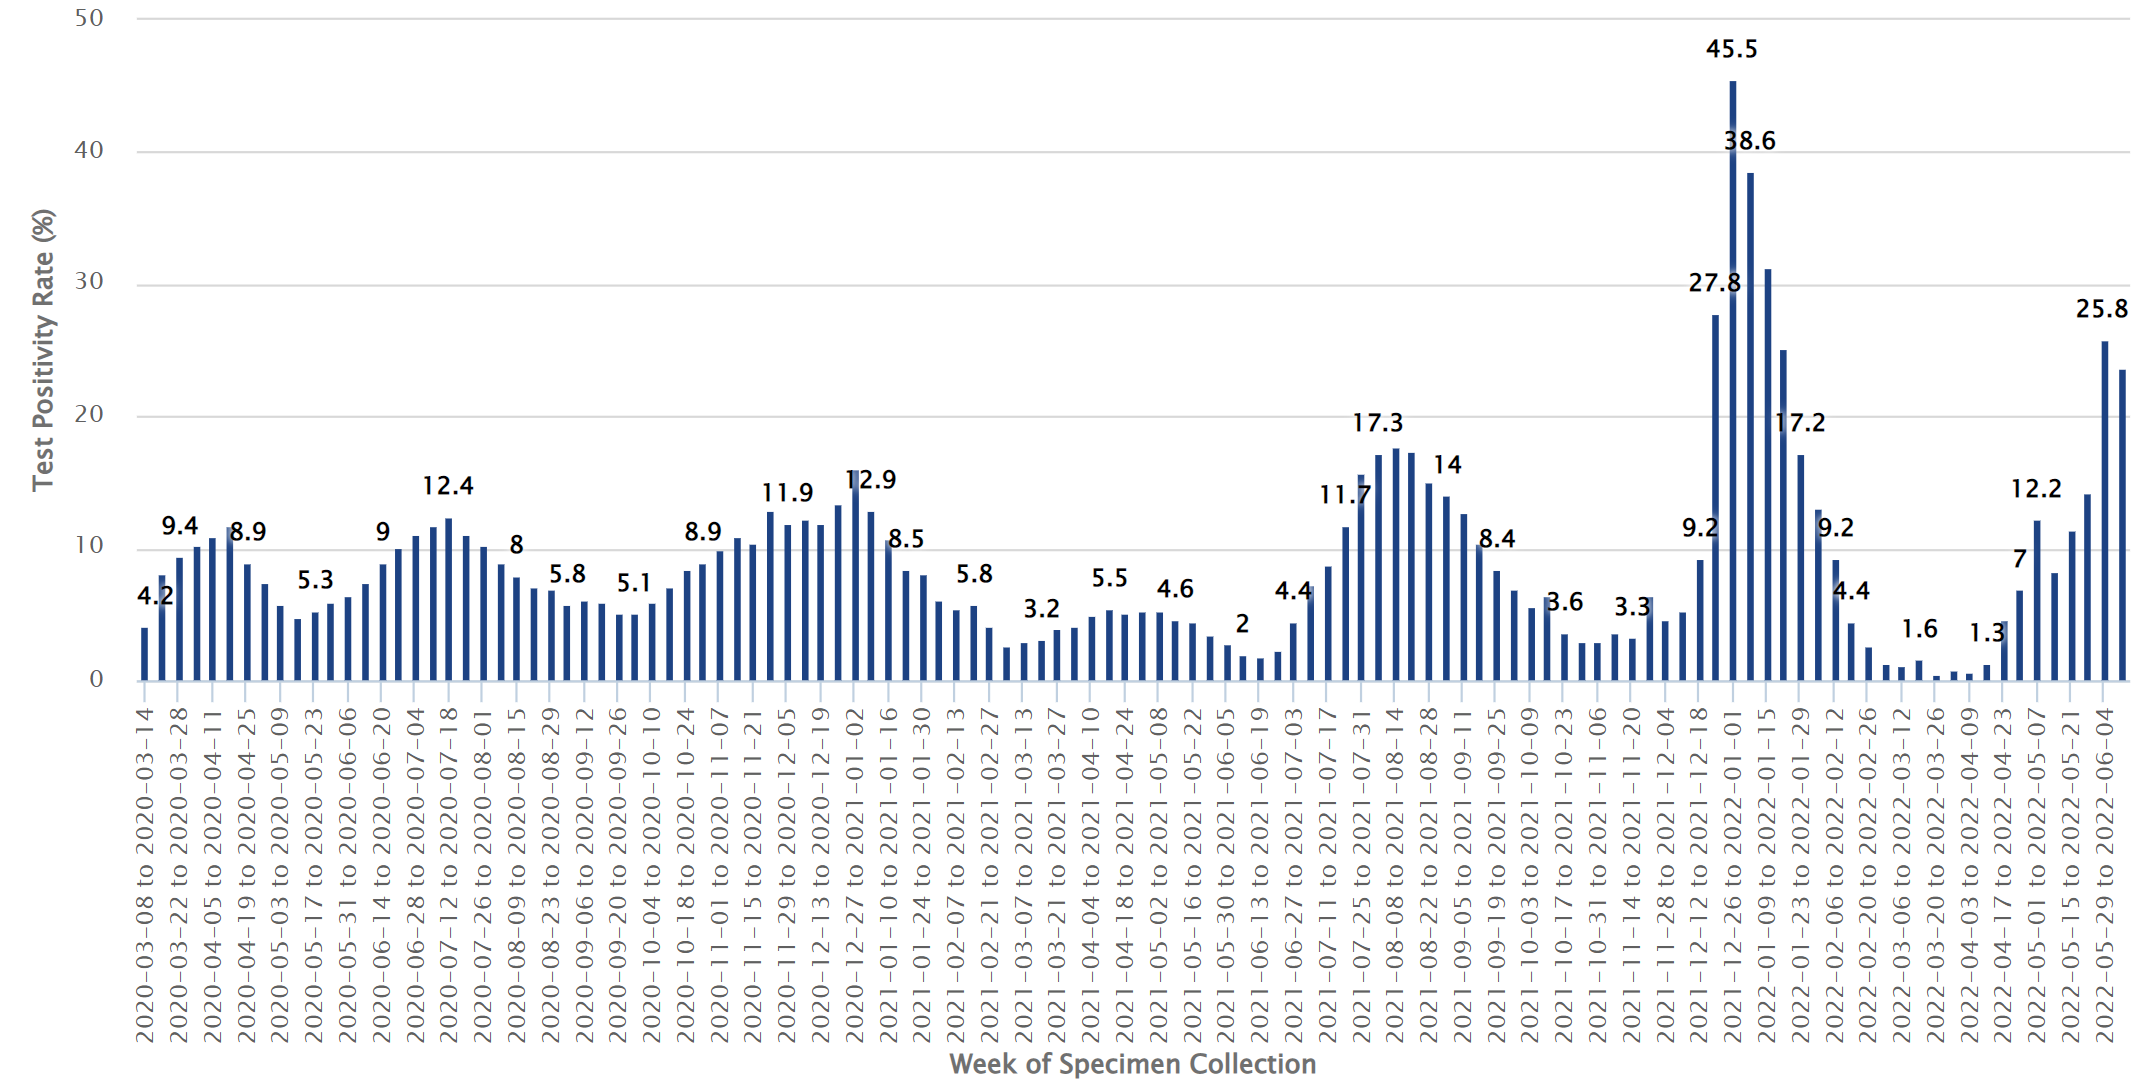 50
40
30
20
10
0
Test Positivity Rate (%)
4.2
9.4
8.9
5.3
9
12.4
8
5.8
5.1
8.9
11.9
12.9
8.5
5.8
3.2
5.5
4.6
2
4.4
11.7
17.3
14
8.4
3.6
3.3
9.2
27.8
45.5
38.6
17.2
9.2
4.4
1.6
1.3
7
12.2
25.8
2020-03-08 to 2020-03-14
2020-03-22 to 2020-03-28
2020-04-05 to 2020-04-11
2020-04-19 to 2020-04-25
2020-05-03 to 2020-05-09
2020-05-17 to 2020-05-23
2020-05-31 to 2020-06-06
2020-06-14 to 2020-06-20
2020-06-28 to 2020-07-04
2020-07-12 to 2020-07-18
2020-07-26 to 2020-08-01
2020-08-09 to 2020-08-15
2020-08-23 to 2020-08-29
2020-09-06 to 2020-09-12
2020-09-20 to 2020-09-26
2020-10-04 to 2020-10-10
2020-10-18 to 2020-10-24
2020-11-01 to 2020-11-07
2020-11-15 to 2020-11-21
2020-11-29 to 2020-12-05
2020-12-13 to 2020-12-19
2020-12-27 to 2021-01-02
2021-01-10 to 2021-01-16
2021-01-24 to 2021-01-30
2021-02-07 to 2021-02-13
2021-02-21 to 2021-02-27
2021-03-07 to 2021-03-13
2021-03-21 to 2021-03-27
2021-04-04 to 2021-04-10
2021-04-18 to 2021-04-24
2021-05-02 to 2021-05-08
2021-05-16 to 2021-05-22
2021-05-30 to 2021-06-05
2021-06-13 to 2021-06-19
2021-06-27 to 2021-07-03
2021-07-11 to 2021-07-17
2021-07-25 to 2021-07-31
2021-08-08 to 2021-08-14
2021-08-22 to 2021-08-28
2021-09-05 to 2021-09-11
2021-09-19 to 2021-09-25
2021-10-03 to 2021-10-09
2021-10-17 to 2021-10-23
2021-10-31 to 2021-11-06
2021-11-14 to 2021-11-20
2021-11-28 to 2021-12-04
2021-12-12 to 2021-12-18
2021-12-26 to 2022-01-01
2022-01-09 to 2022-01-15
2022-01-23 to 2022-01-29
2022-02-06 to 2022-02-12
2022-02-20 to 2022-02-26
2022-03-06 to 2022-03-12
2022-03-20 to 2022-03-26
2022-04-03 to 2022-04-09
2022-04-17 to 2022-04-23
2022-05-01 to 2022-05-07
2022-05-15 to 2022-05-21
2022-05-29 to 2022-06-04
Week of Specimen Collection